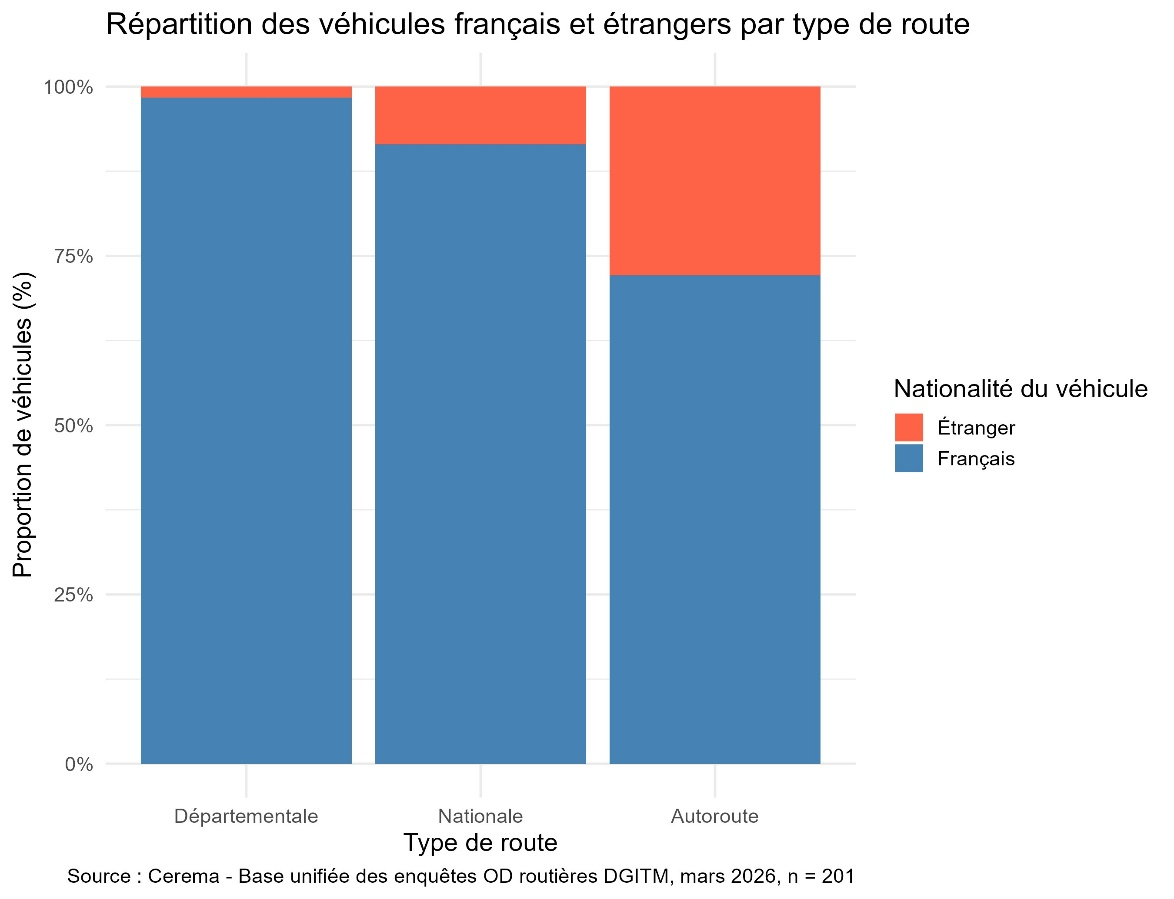 Répartition des véhicules français et étrangers par type de route
100%
75%
50%
25%
0%
Proportion de véhicules (%)
Départementale
Nationale
Autoroute
Type de route
Nationalité du véhicule
Étranger
Français
Source : Cerema - Base unifiée des enquêtes OD routières DGITM, mars 2026, n = 201